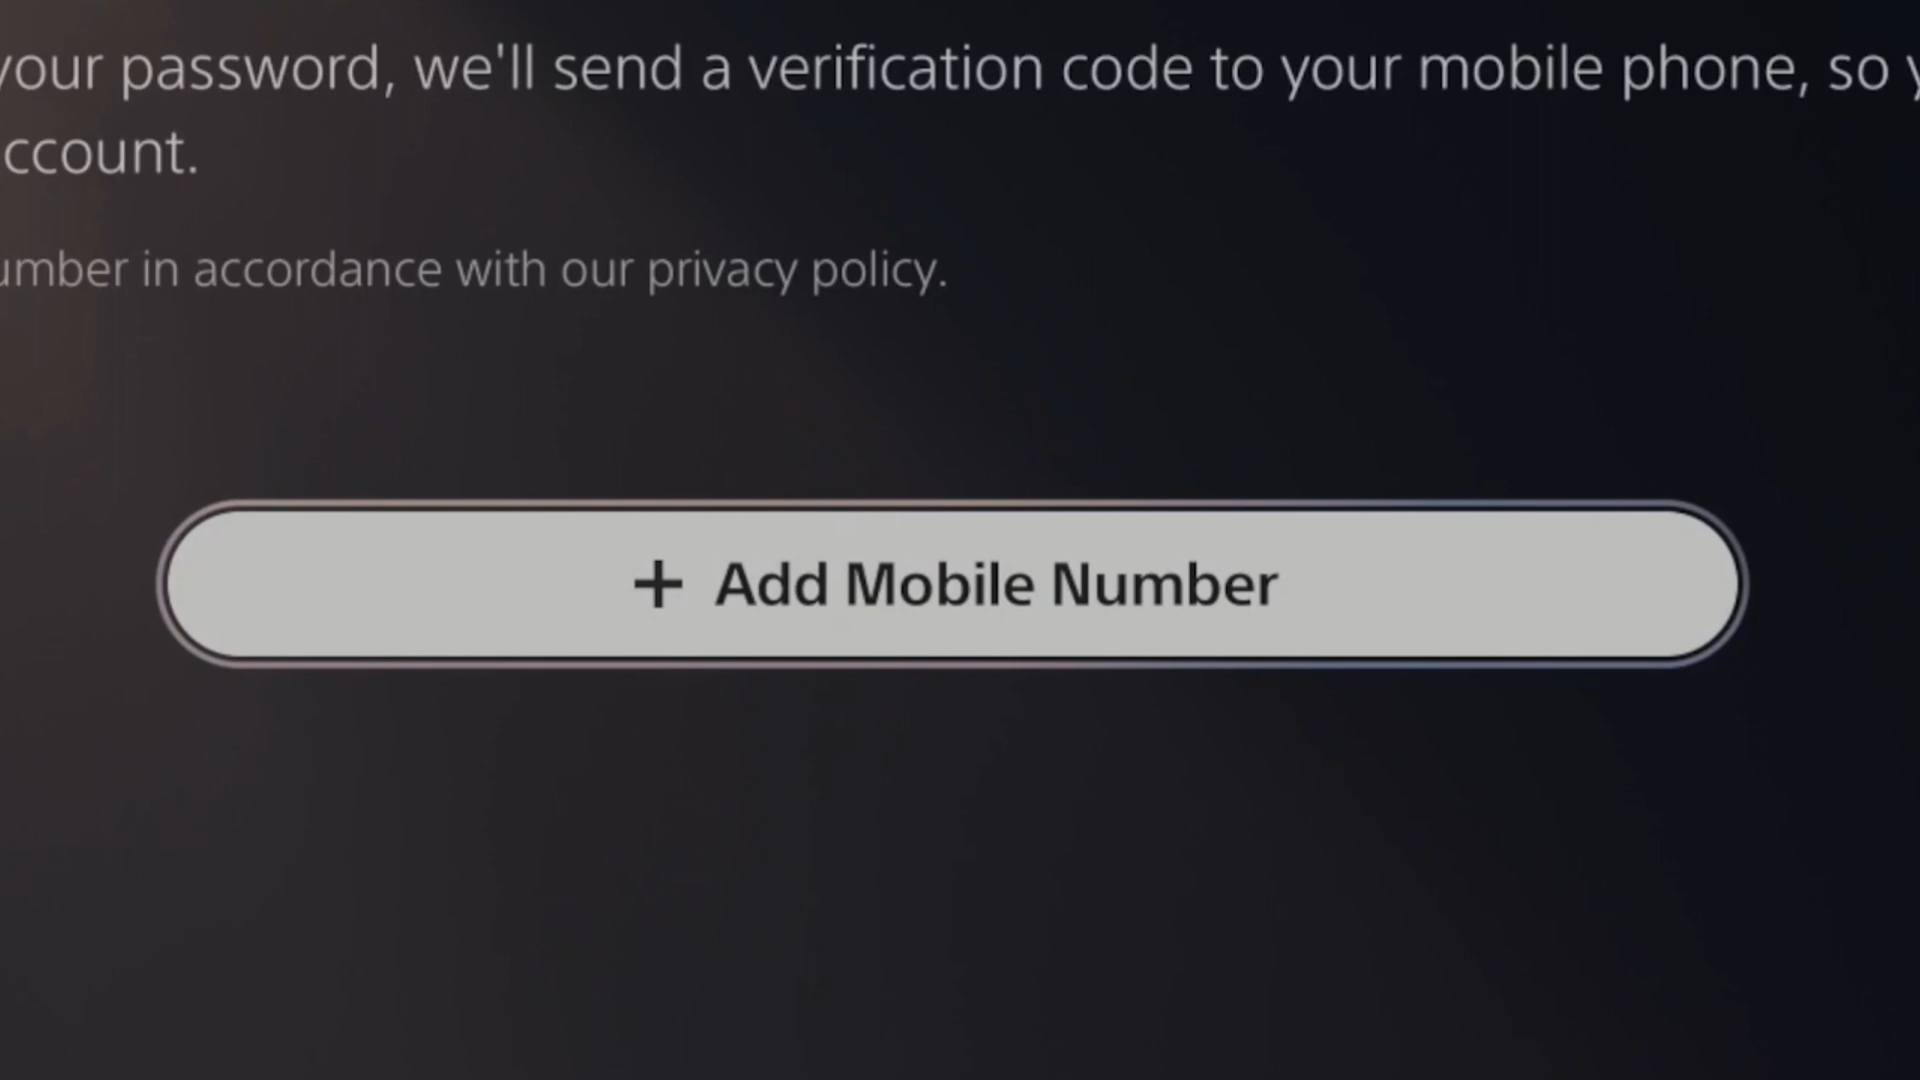 your password, we'll send a verification code to your mobile phone, so
ccount.
umber in accordance with our privacy policy.
+ Add Mobile Number